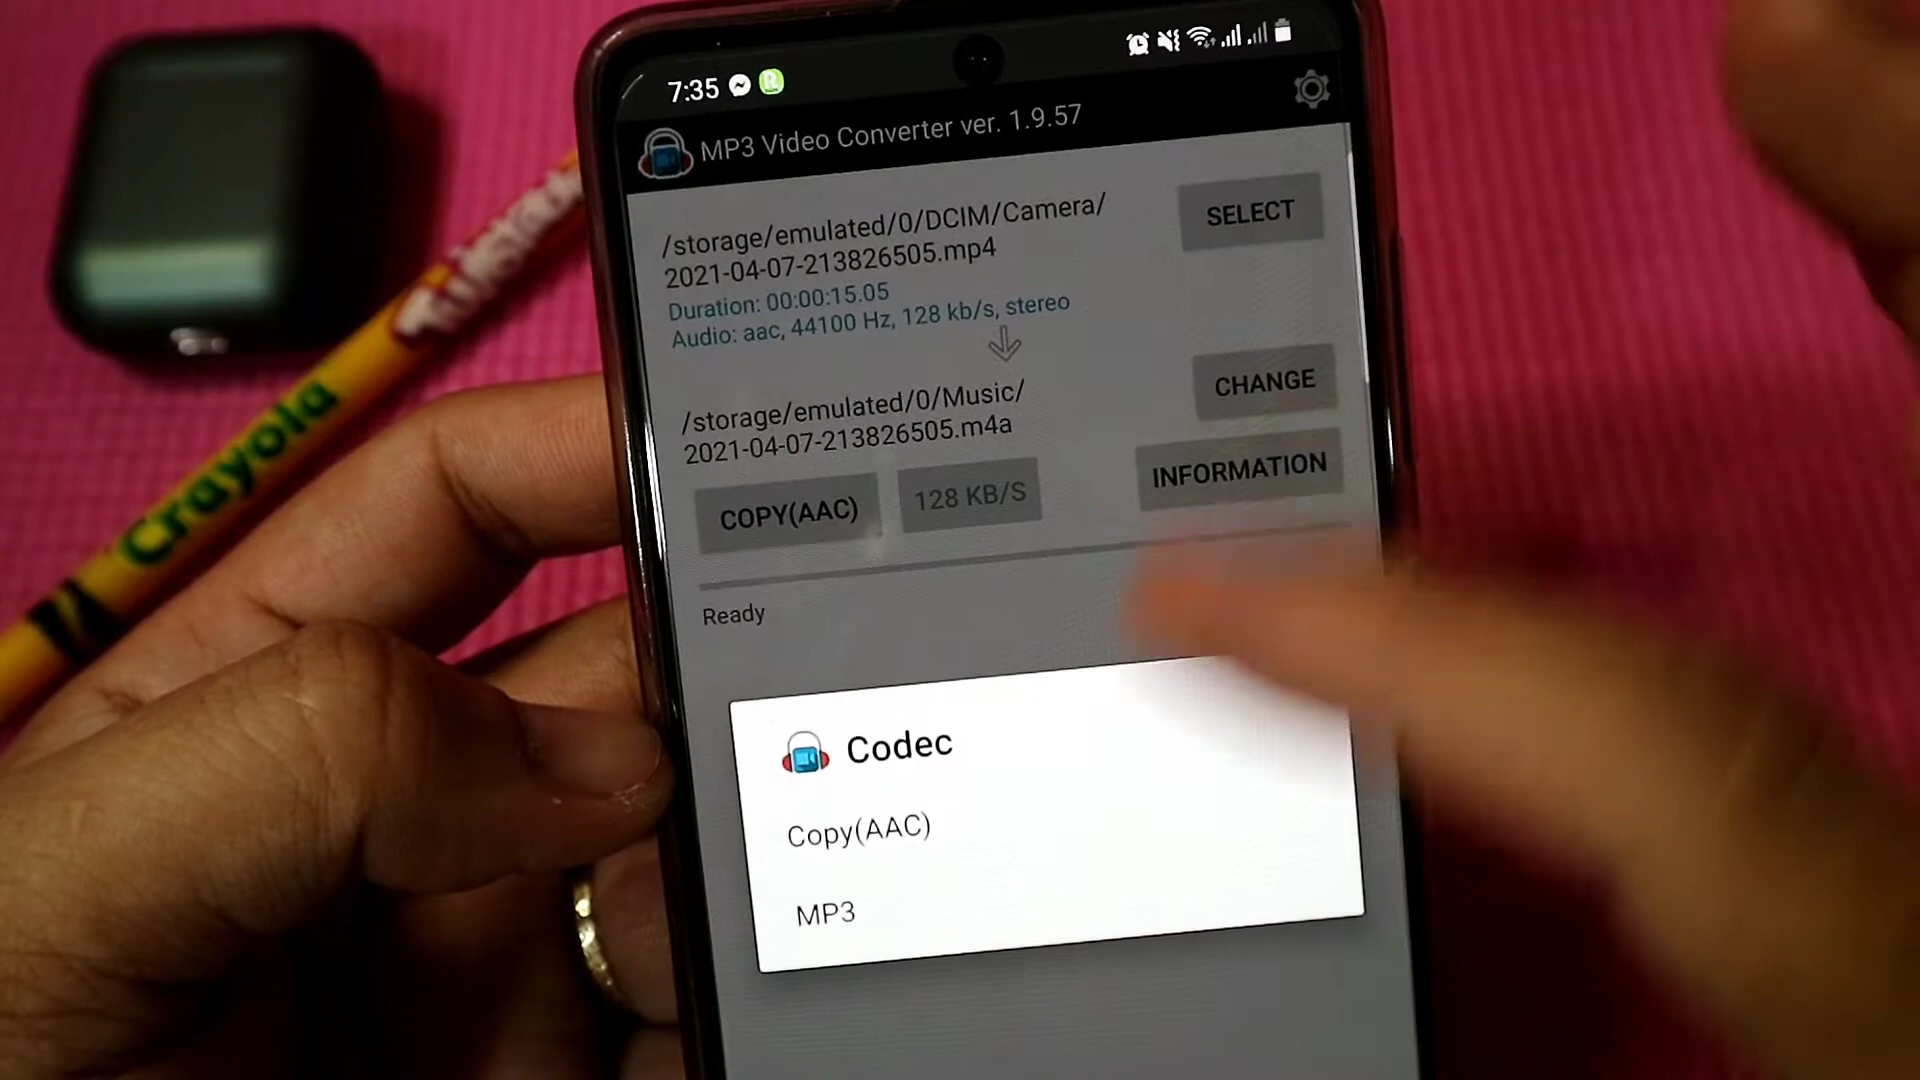 7:35
MP3 Video Converter ver. 1.9.57
/storage/emulated/0/DCIM/Camera/
2021-04-07-213826505.mp4
SELECT
Duration: 00:00:15.05
Audio: aac, 44100 Hz, 128 kb/s, stereo
/storage/emulated/0/Music/
2021-04-07-213826505.m4a
CHANGE
COPY(AAC)
128 KB/S
INFORMATION
Ready
Codec
Copy(AAC)
MP3
Crayola